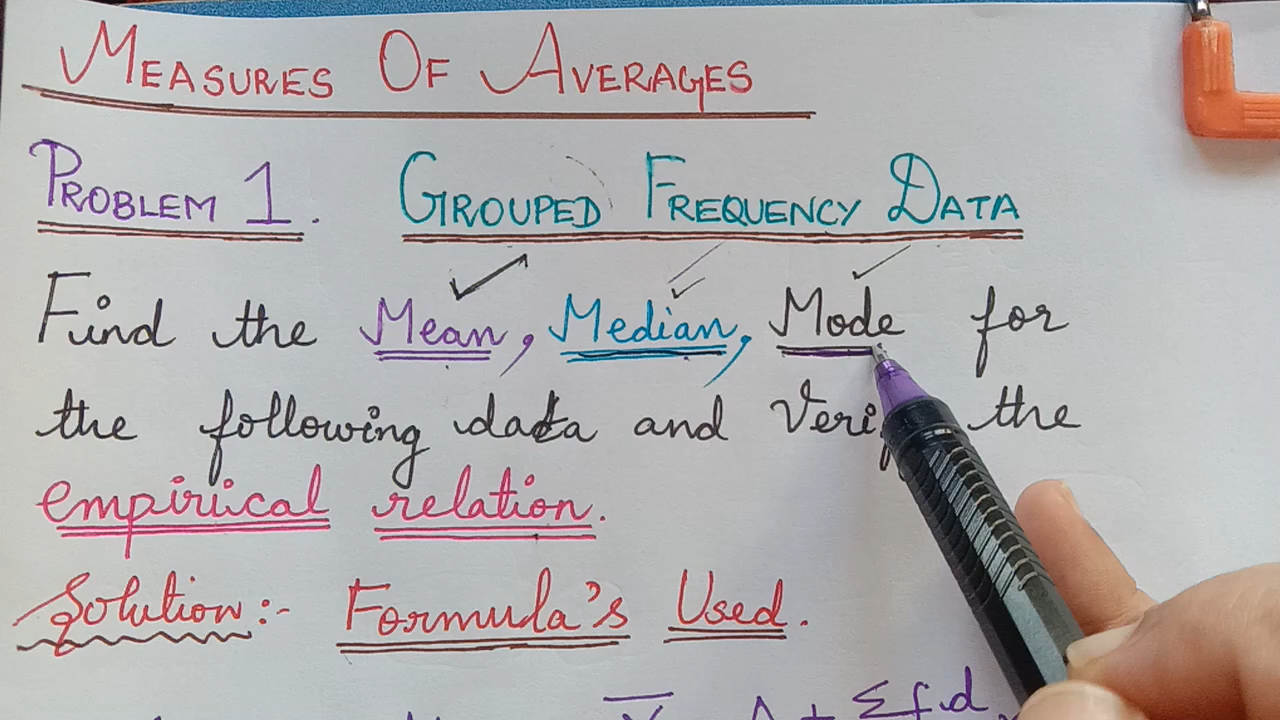 MEASURES OF AVERAGES
PROBLEM 1. GROUPED FREQUENCY DATA
Find the Mean, Median, Mode for
the following data and the
empirical relation.
Solution:- Formula's Used.
Σf.d